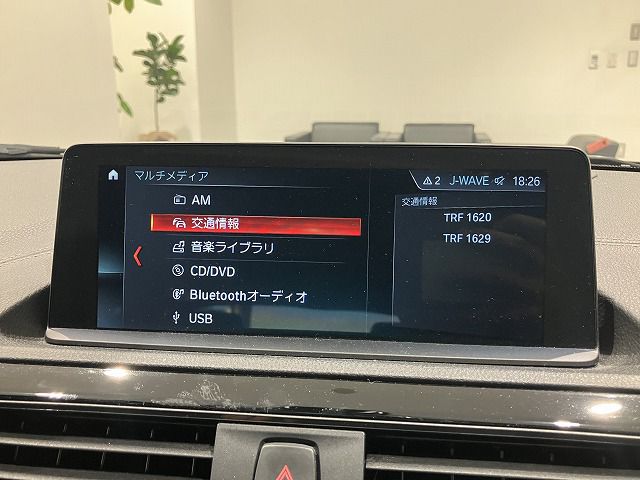 マルチメディア
2 J-WAVE 18:26
AM
交通情報
音楽ライブラリ
CD/DVD
Bluetoothオーディオ
USB
交通情報
TRF 1620
TRF 1629